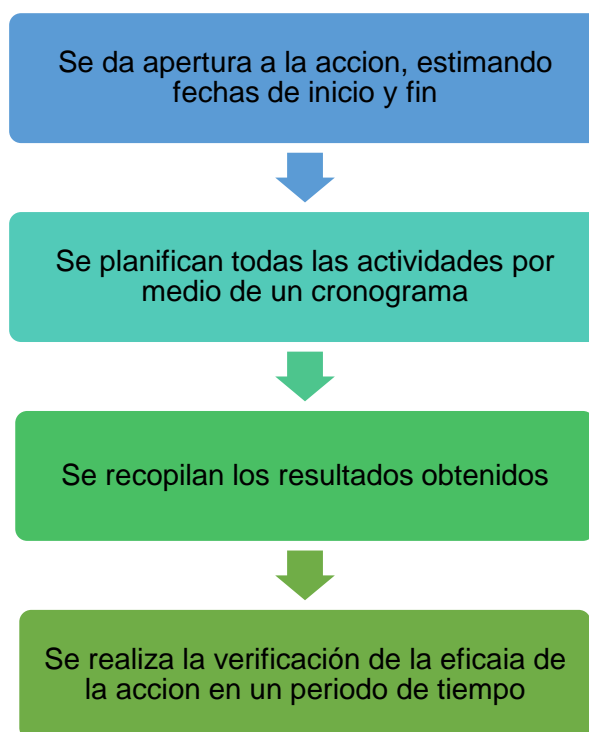 Se da apertura a la accion, estimando
fechas de inicio y fin
Se planifican todas las actividades por
medio de un cronograma
Se recopilan los resultados obtenidos
Se realiza la verificación de la eficaia de
la accion en un periodo de tiempo